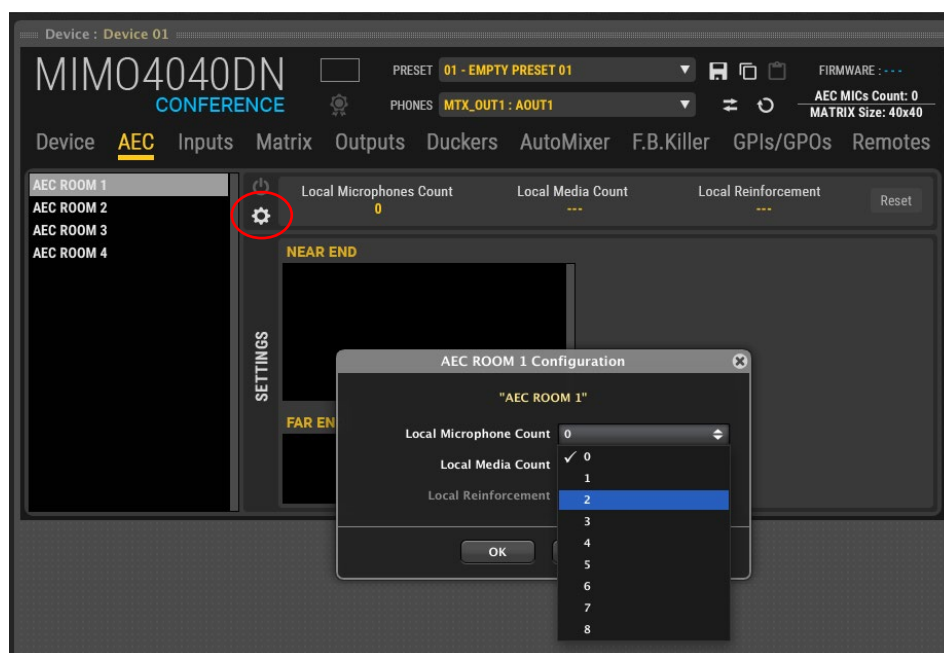 Device : Device 01
MIMO4040DN
CONFERENCE
PRESET 01 - EMPTY PRESET 01
FIRMWARE : - - -
PHONES MTX_OUT1 : AOUT1
AEC MICs Count: 0
MATRIX Size: 40x40
Device AEC Inputs Matrix Outputs Duckers AutoMixer F.B.Killer GPIs/GPOs Remotes
AEC ROOM 1
AEC ROOM 2
AEC ROOM 3
AEC ROOM 4
Local Microphones Count
0
Local Media Count
---
Local Reinforcement
---
Reset
SETTINGS
NEAR END
FAR EN
AEC ROOM 1 Configuration
"AEC ROOM 1"
Local Microphone Count 0
Local Media Count
Local Reinforcement
✓ 0
1
2
3
4
5
6
7
8
OK